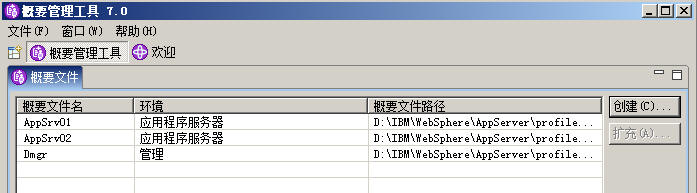 概要管理工具 7.0
文件(F) 窗口(W) 帮助(H)
概要管理工具 欢迎
概要文件
概要文件名 环境 概要文件路径 创建(C)...
AppSrv01 应用程序服务器 D:\IBM\WebSphere\AppServer\profile...
AppSrv02 应用程序服务器 D:\IBM\WebSphere\AppServer\profile... 扩充(A)...
Dmgr 管理 D:\IBM\WebSphere\AppServer\profile...